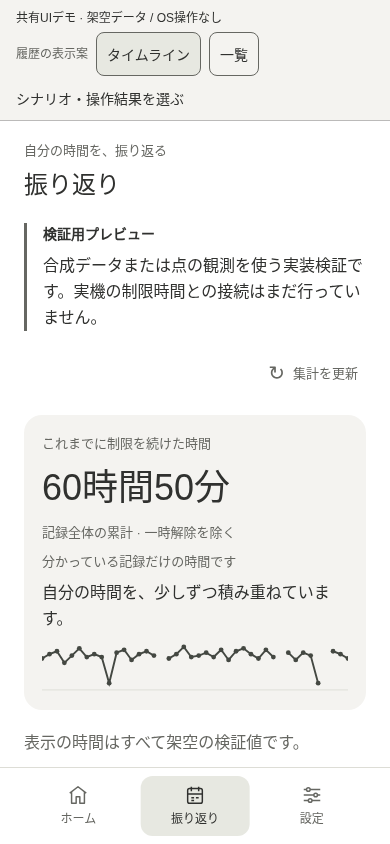 共有UIデモ · 架空データ / OS操作なし
履歴の表示案 タイムライン 一覧
シナリオ・操作結果を選ぶ
自分の時間を、振り返る
振り返り
検証用プレビュー
合成データまたは点の観測を使う実装検証で
す。実機の制限時間との接続はまだ行ってい
ません。
↻ 集計を更新
これまでに制限を続けた時間
60時間50分
記録全体の累計 · 一時解除を除く
分かっている記録だけの時間です
自分の時間を、少しずつ積み重ねていま
す。
表示の時間はすべて架空の検証値です。
ホーム 振り返り 設定